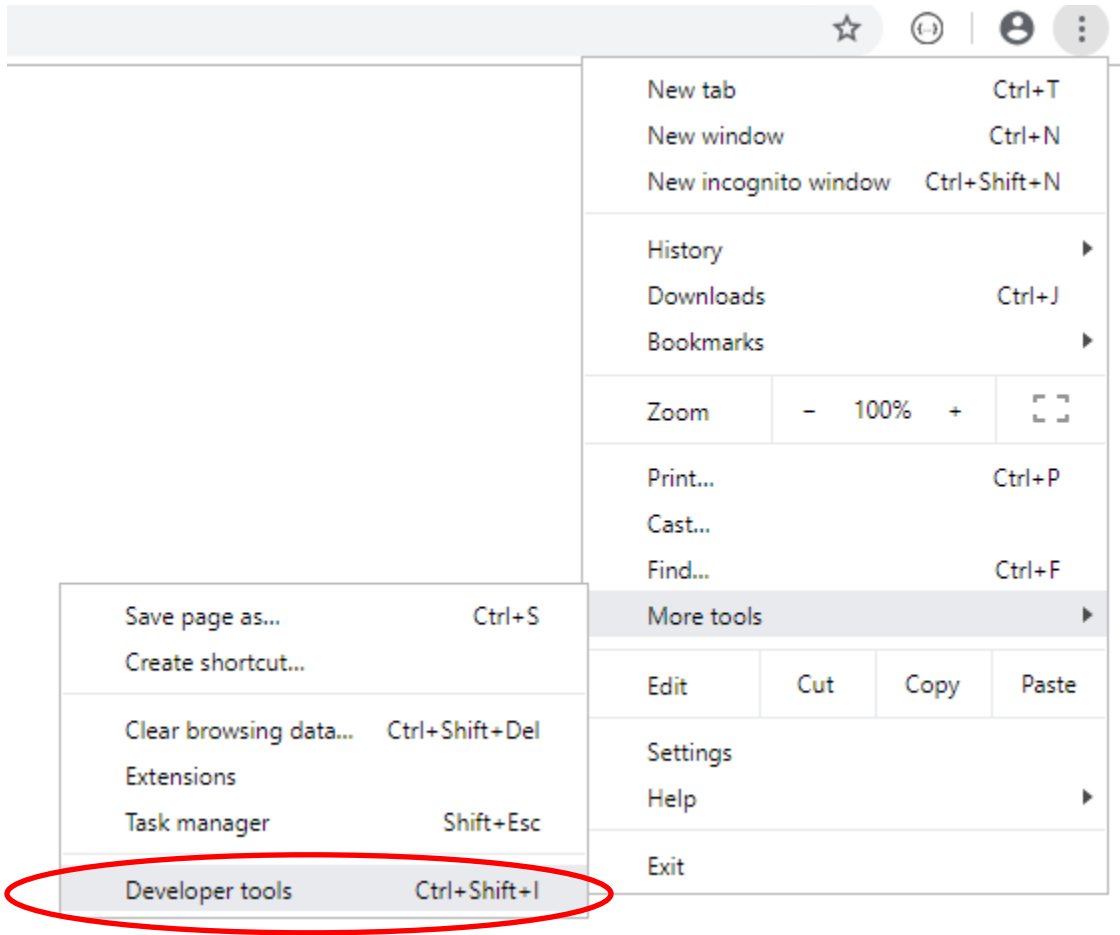 {...}
New tab Ctrl+T
New window Ctrl+N
New incognito window Ctrl+Shift+N
History
Downloads Ctrl+J
Bookmarks
Zoom - 100% +
Print... Ctrl+P
Cast...
Find... Ctrl+F
More tools
Edit Cut Copy Paste
Settings
Help
Exit
Save page as... Ctrl+S
Create shortcut...
Clear browsing data... Ctrl+Shift+Del
Extensions
Task manager Shift+Esc
Developer tools Ctrl+Shift+I